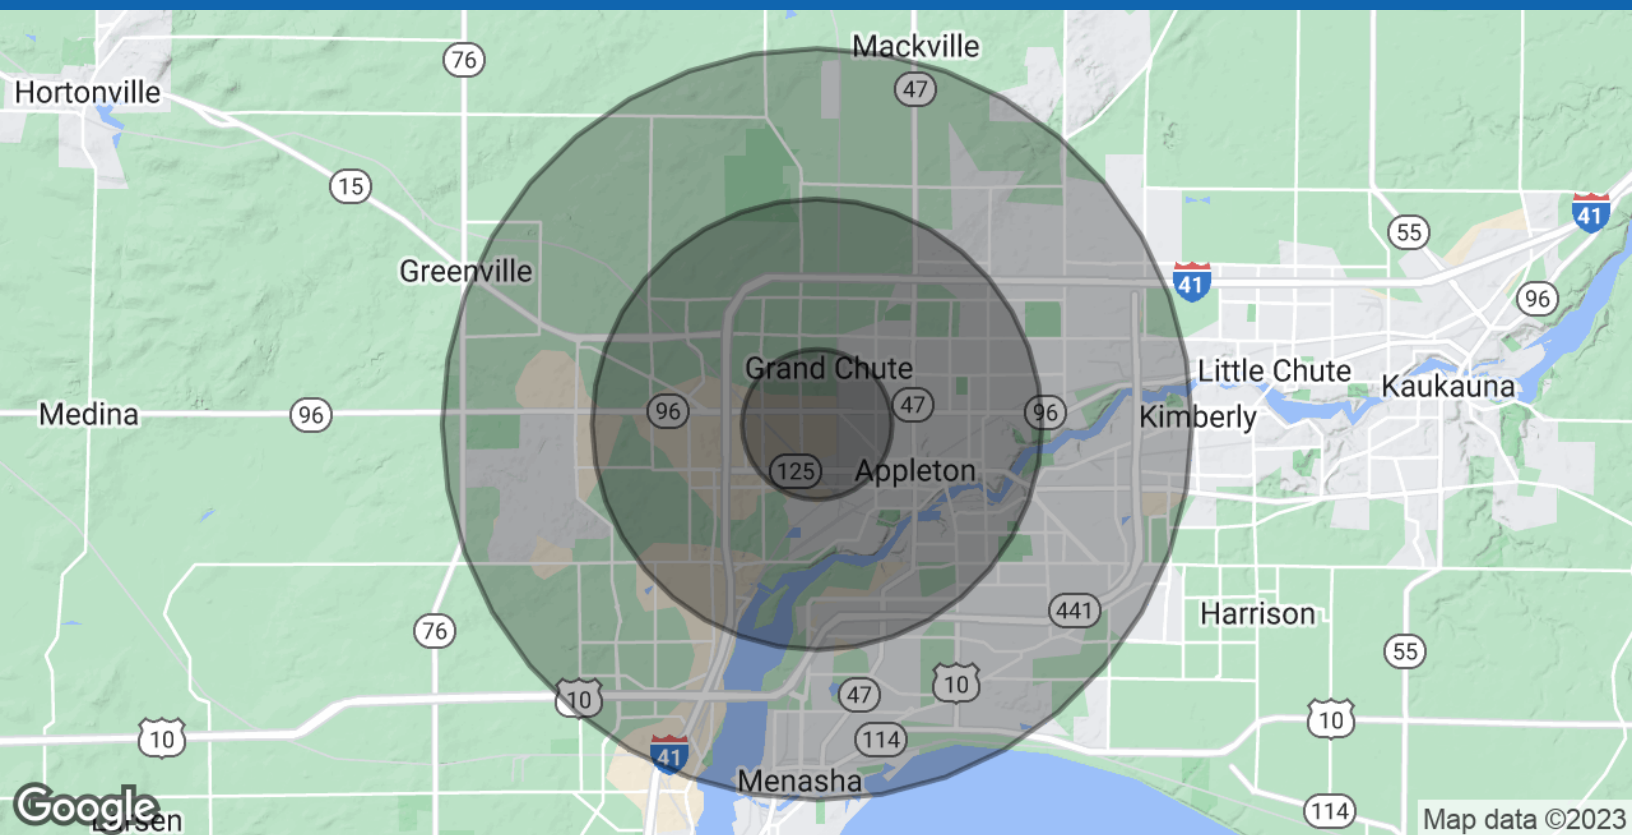 Mackville
76
47
Hortonville
15
41
55
Greenville
41
96
Grand Chute
Little Chute
Kaukauna
96
47
96
Medina
96
Kimberly
125
Appleton
441
Harrison
76
55
10
47
10
10
10
114
41
Menasha
114
Google
Larsen
Map data ©2023